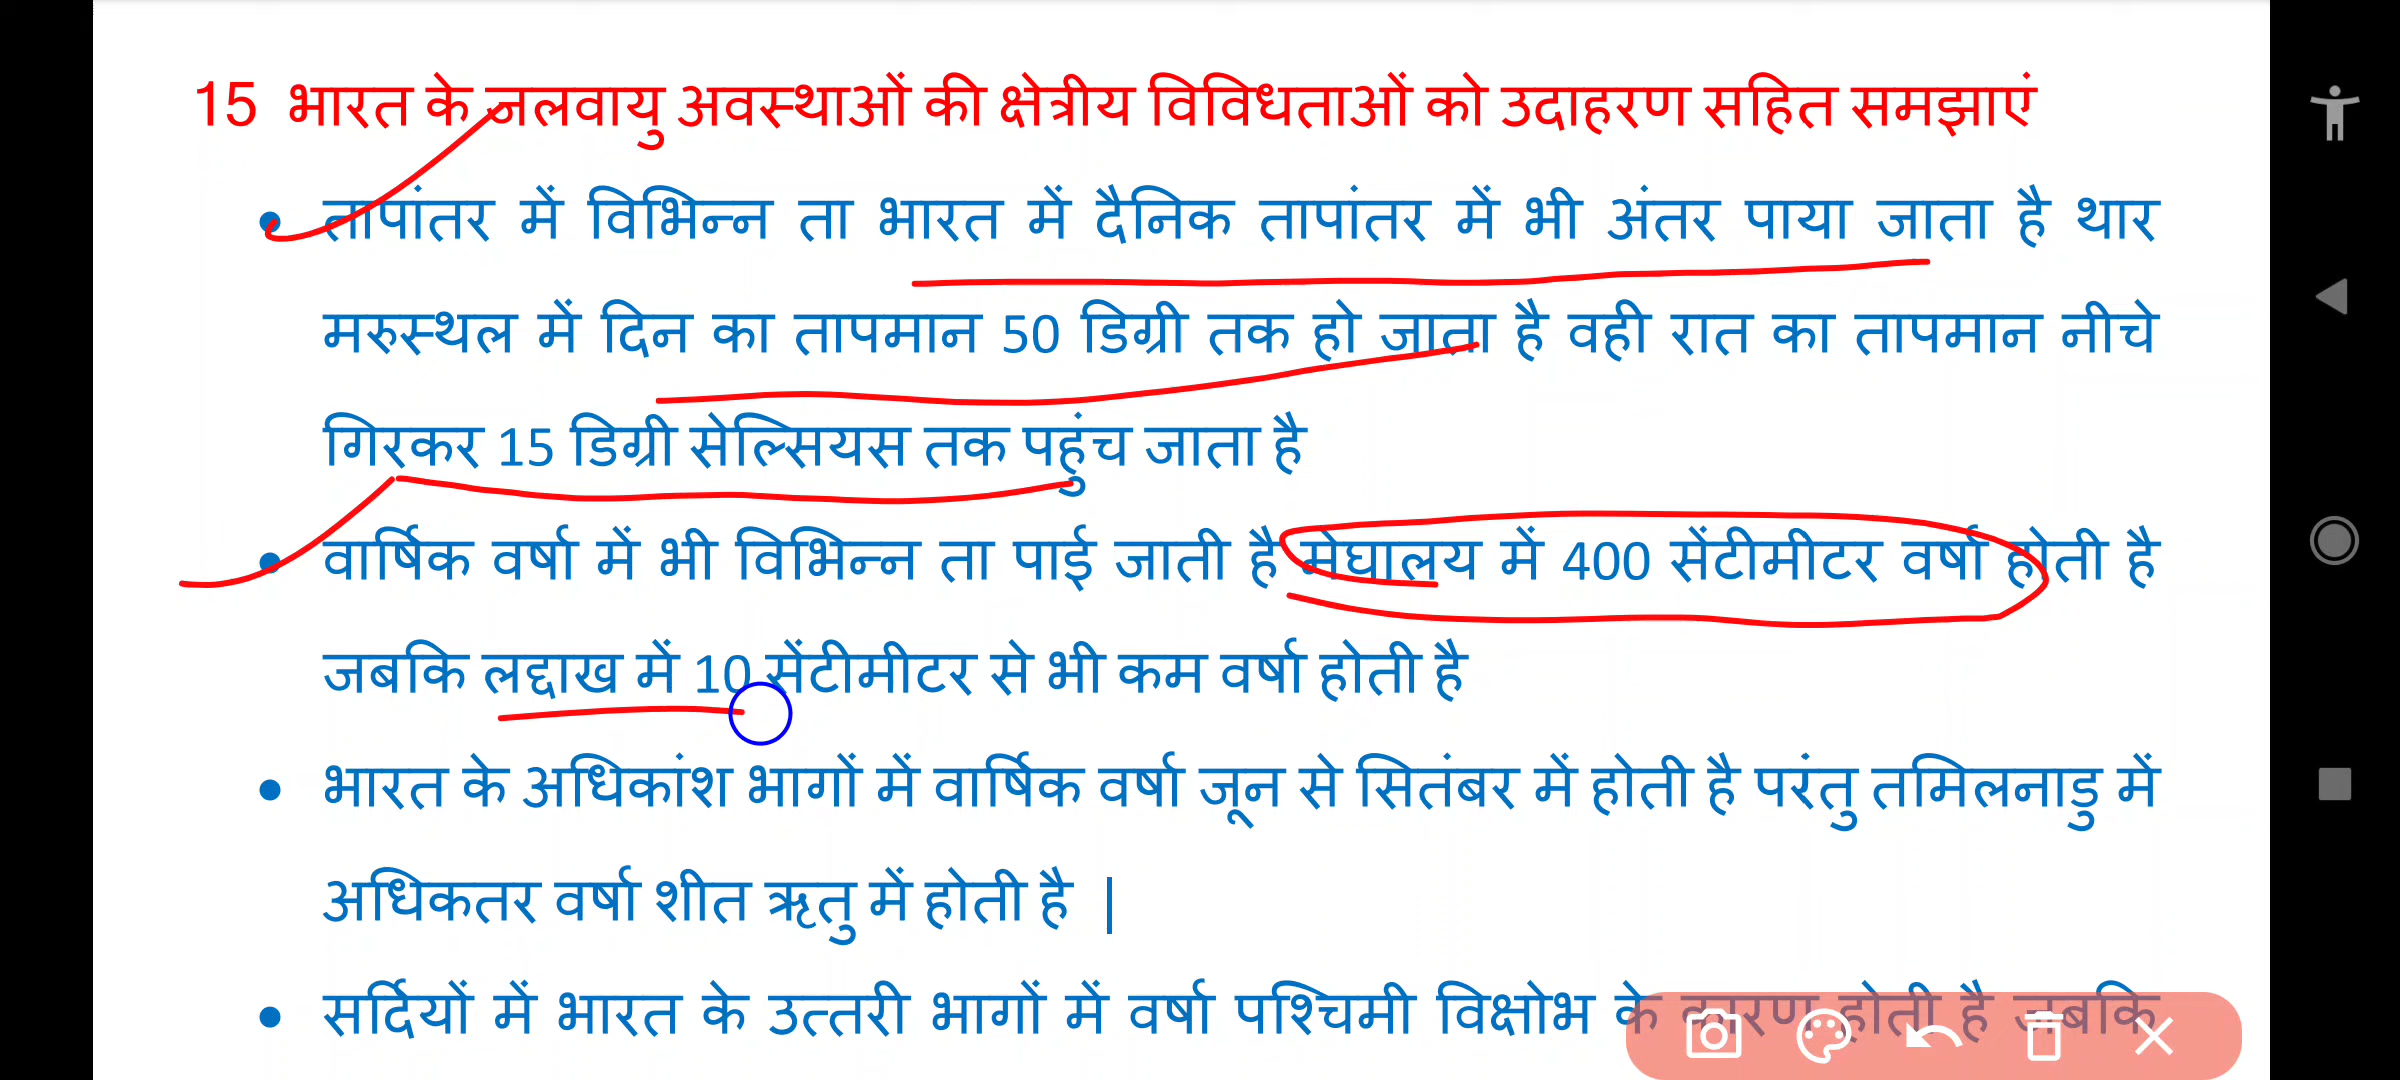 15 भारत के जलवायु अवस्थाओं की क्षेत्रीय विविधताओं को उदाहरण सहित समझाएं
• तापांतर में विभिन्न ता भारत में दैनिक तापांतर में भी अंतर पाया जाता है थार
मरुस्थल में दिन का तापमान 50 डिग्री तक हो जाता है वही रात का तापमान नीचे
गिरकर 15 डिग्री सेल्सियस तक पहुंच जाता है
• वार्षिक वर्षा में भी विभिन्न ता पाई जाती है मेघालय में 400 सेंटीमीटर वर्षा होती है
जबकि लद्दाख में 10 सेंटीमीटर से भी कम वर्षा होती है
• भारत के अधिकांश भागों में वार्षिक वर्षा जून से सितंबर में होती है परंतु तमिलनाडु में
अधिकतर वर्षा शीत ऋतु में होती है |
• सर्दियों में भारत के उत्तरी भागों में वर्षा पश्चिमी विक्षोभ के कारण होती है जबकि